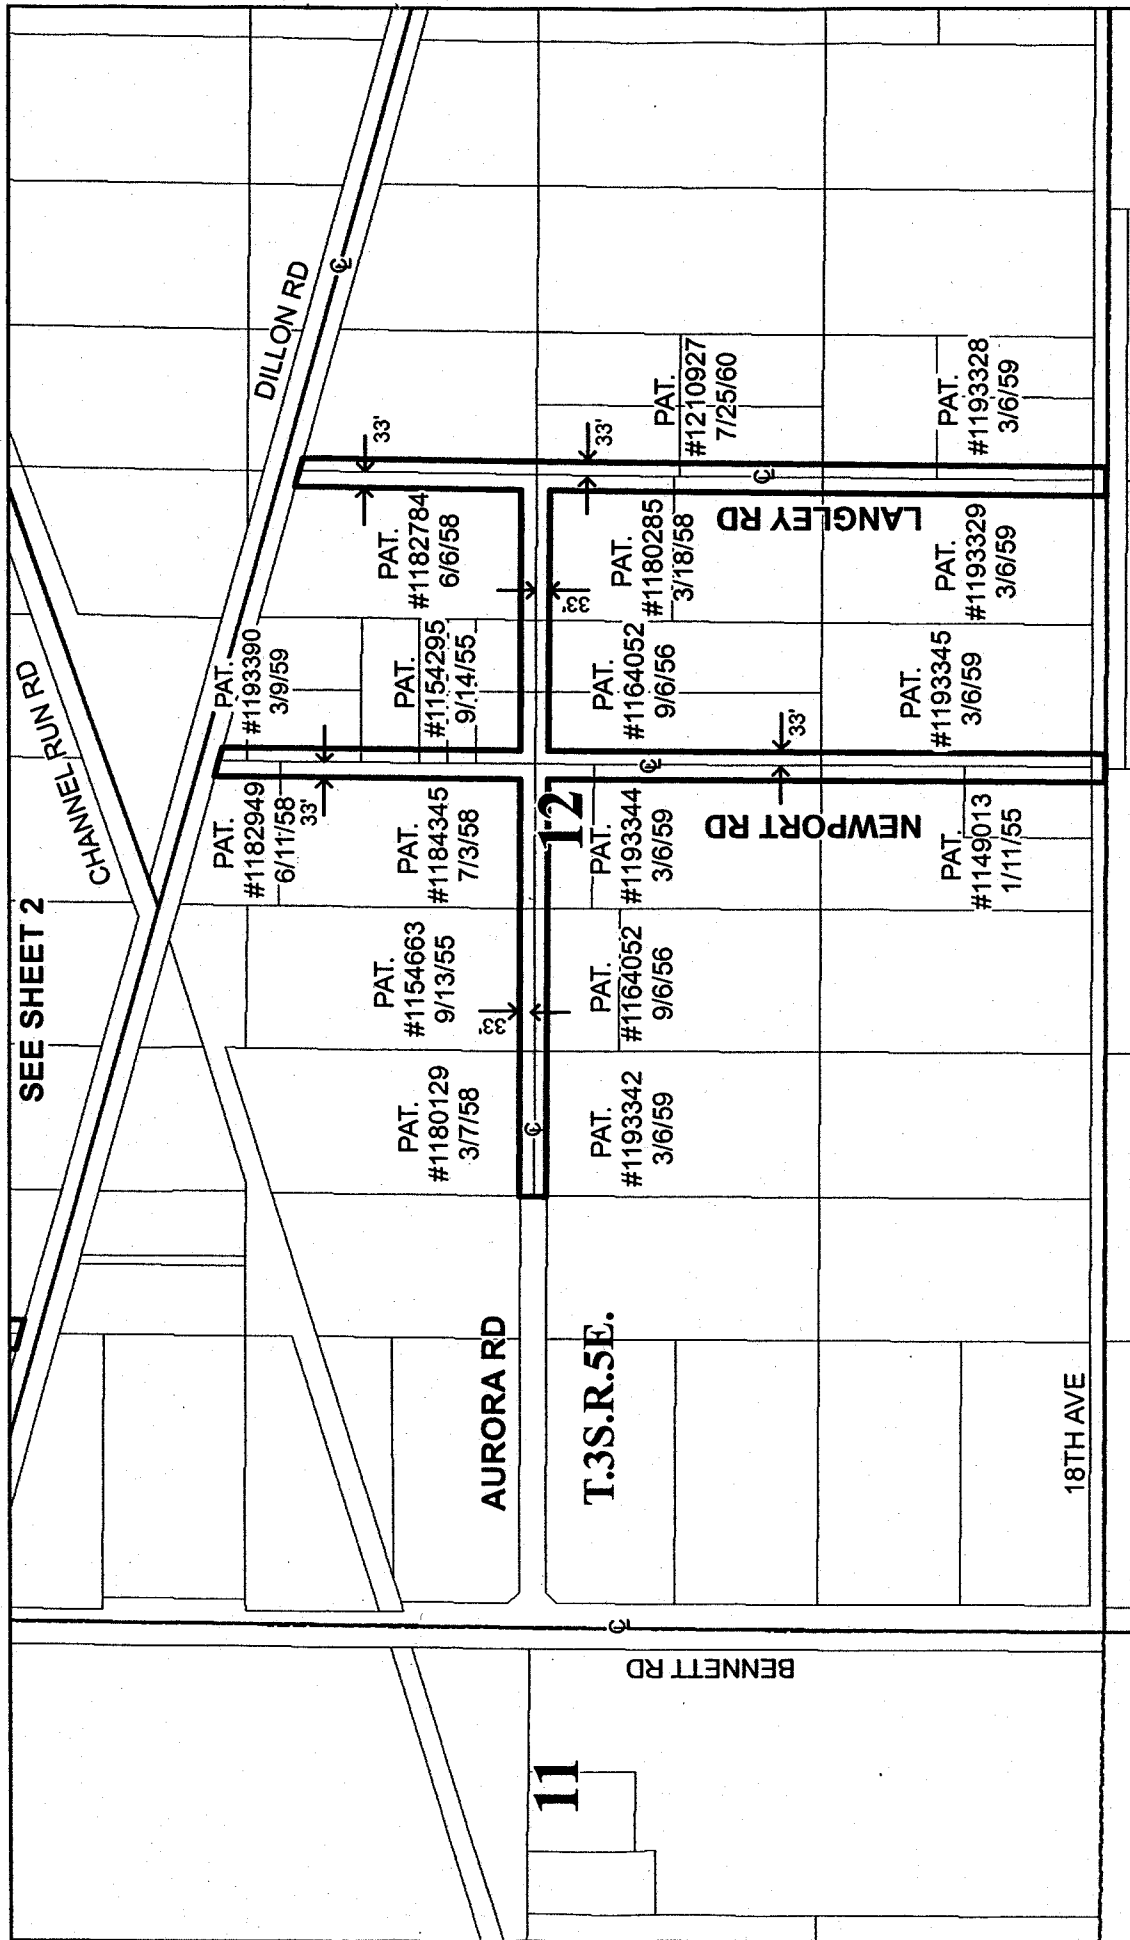 SEE SHEET 2
CHANNEL RUN RD
DILLON RD
PAT.
#1182949
6/11/58
33'
PAT.
#1193390
3/9/59
33'
PAT.
#1180129
3/7/58
PAT.
#1154663
9/13/55
33'
PAT.
#1184345
7/3/58
PAT.
#1154295
9/14/55
PAT.
#1182784
6/6/58
AURORA RD
CL
12
33'
33'
T.3S.R.5E.
PAT.
#1193342
3/6/59
PAT.
#1164052
9/6/56
PAT.
#1193344
3/6/59
PAT.
#1164052
9/6/56
PAT.
#1180285
3/18/58
PAT.
#1210927
7/25/60
11
BENNETT RD
CL
NEWPORT RD
CL
33'
LANGLEY RD
CL
CL
PAT.
#1149013
1/11/55
PAT.
#1193345
3/6/59
PAT.
#1193329
3/6/59
PAT.
#1193328
3/6/59
18TH AVE